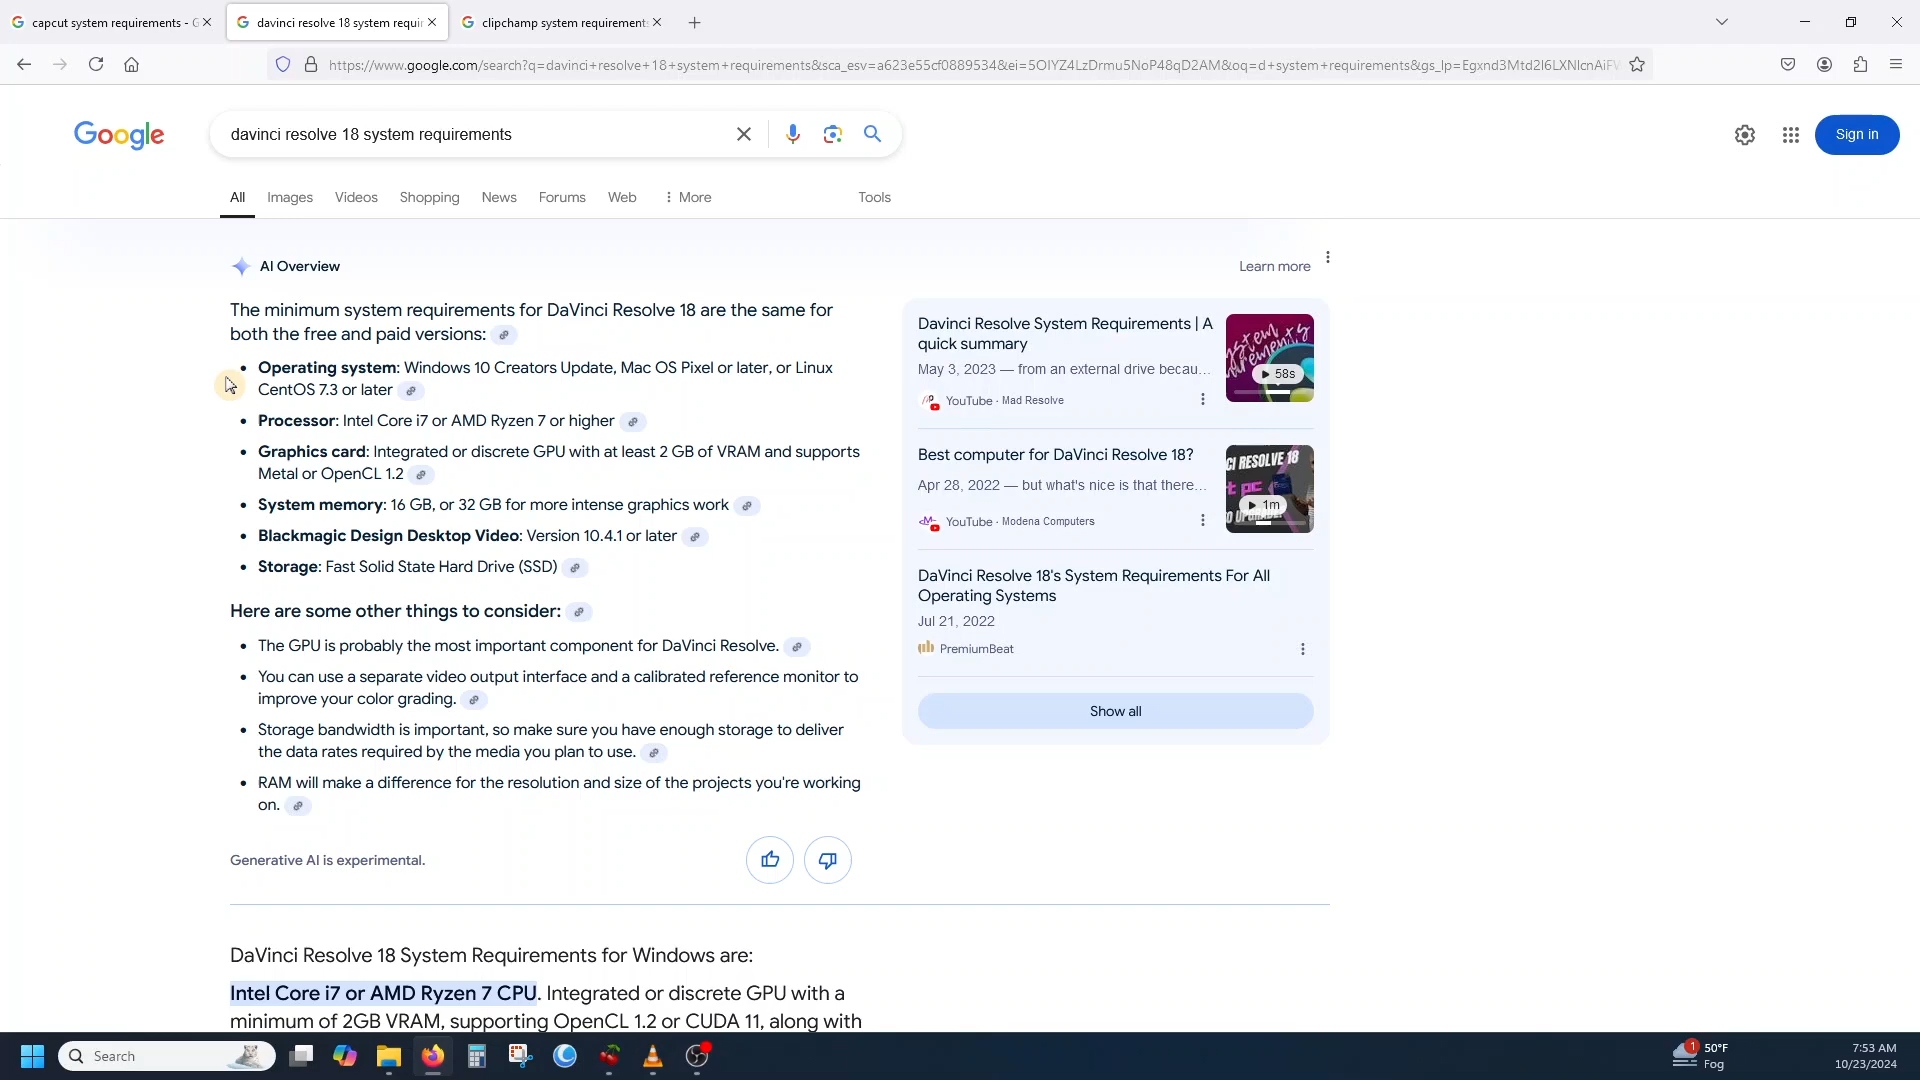 capcut system requirements - G
davinci resolve 18 system requir
clipchamp system requirements
https://www.google.com/search?q=davinci+resolve+18+system+requirements&sca_esv=a623e55cf0889534&ei=5OIYZ4LzDrmu5NoP48qD2AM&oq=d+system+requirements&gs_lp=Egxnd3Mtd2l6LXNlcnAiF
Google
davinci resolve 18 system requirements
Sign in
All
Images
Videos
Shopping
News
Forums
Web
More
Tools
AI Overview
Learn more
The minimum system requirements for DaVinci Resolve 18 are the same for
both the free and paid versions:
• Operating system: Windows 10 Creators Update, Mac OS Pixel or later, or Linux
CentOS 7.3 or later
• Processor: Intel Core i7 or AMD Ryzen 7 or higher
• Graphics card: Integrated or discrete GPU with at least 2 GB of VRAM and supports
Metal or OpenCL 1.2
• System memory: 16 GB, or 32 GB for more intense graphics work
• Blackmagic Design Desktop Video: Version 10.4.1 or later
• Storage: Fast Solid State Hard Drive (SSD)
Here are some other things to consider:
• The GPU is probably the most important component for DaVinci Resolve.
• You can use a separate video output interface and a calibrated reference monitor to
improve your color grading.
• Storage bandwidth is important, so make sure you have enough storage to deliver
the data rates required by the media you plan to use.
• RAM will make a difference for the resolution and size of the projects you're working
on.
Generative AI is experimental.
Davinci Resolve System Requirements | A
quick summary
May 3, 2023 — from an external drive becau...
YouTube · Mad Resolve
58s
Best computer for DaVinci Resolve 18?
Apr 28, 2022 — but what's nice is that there...
YouTube · Modena Computers
CI RESOLVE 18
1m
DaVinci Resolve 18's System Requirements For All
Operating Systems
Jul 21, 2022
PremiumBeat
Show all
DaVinci Resolve 18 System Requirements for Windows are:
Intel Core i7 or AMD Ryzen 7 CPU. Integrated or discrete GPU with a
minimum of 2GB VRAM, supporting OpenCL 1.2 or CUDA 11, along with
Search
1
50°F
Fog
7:53 AM
10/23/2024